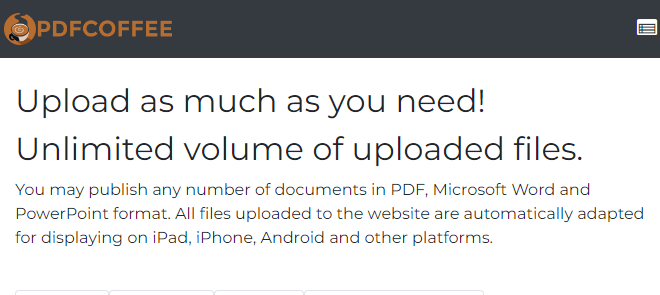 PDFCOFFEE
Upload as much as you need!
Unlimited volume of uploaded files.
You may publish any number of documents in PDF, Microsoft Word and
PowerPoint format. All files uploaded to the website are automatically adapted
for displaying on iPad, iPhone, Android and other platforms.